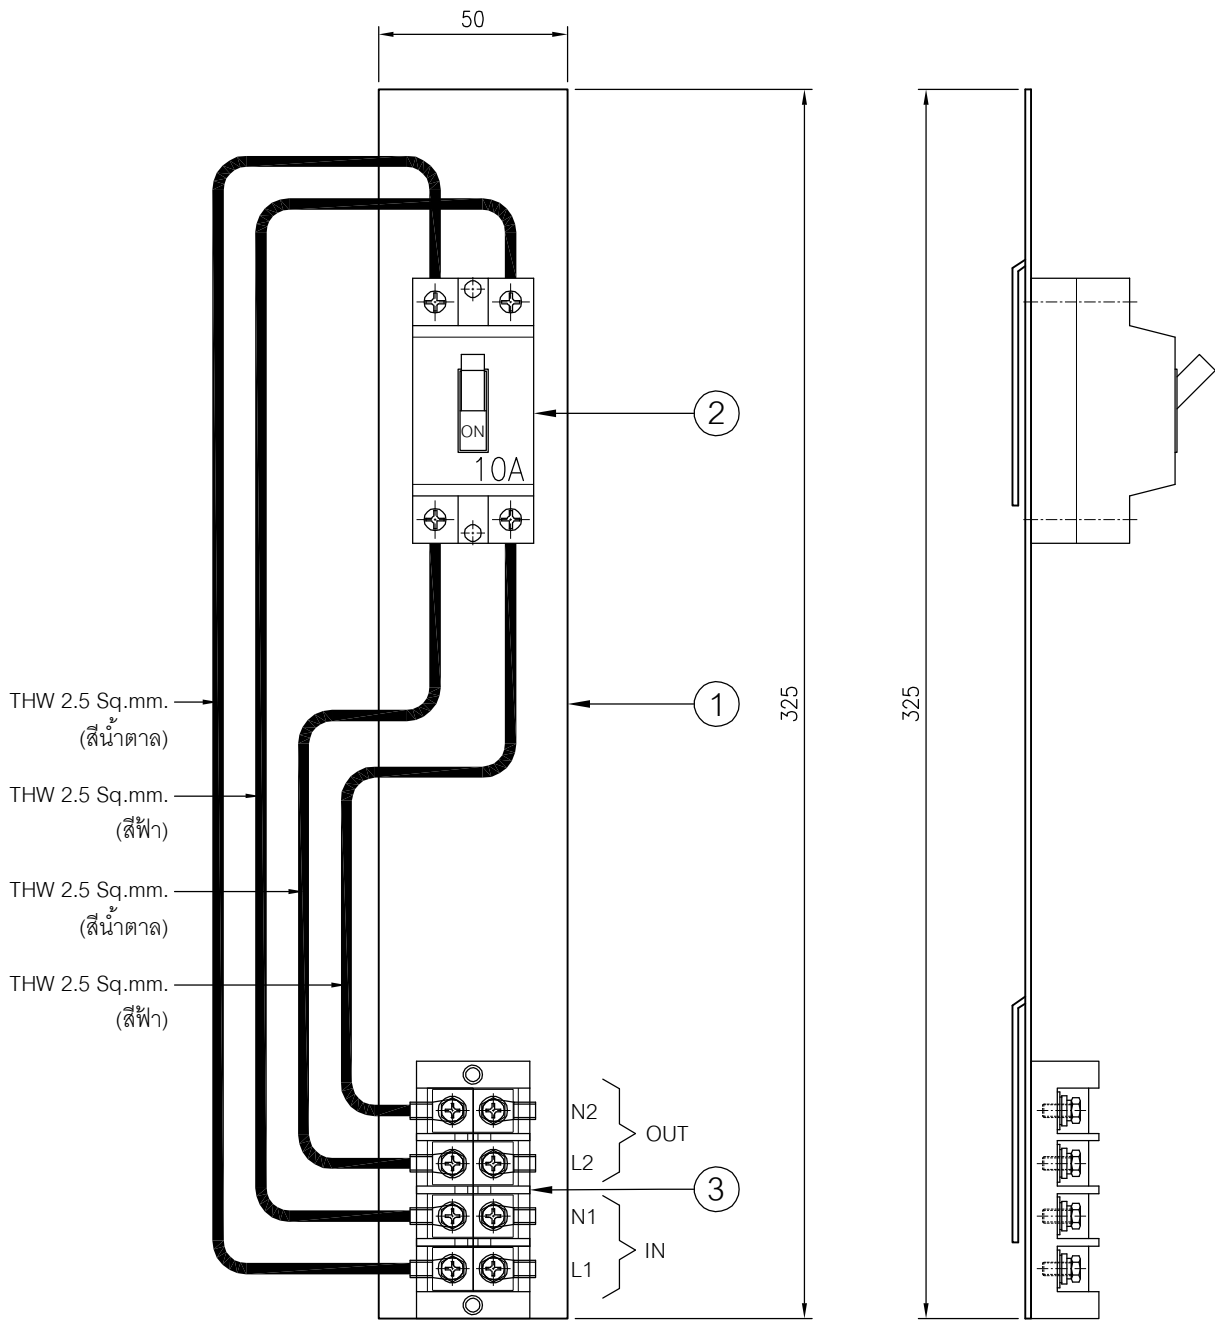 50
2
ON
10A
THW 2.5 Sq.mm.
(สีน้ำตาล)
1
325
325
THW 2.5 Sq.mm.
(สีฟ้า)
THW 2.5 Sq.mm.
(สีน้ำตาล)
THW 2.5 Sq.mm.
(สีฟ้า)
N2
OUT
L2
3
N1
IN
L1